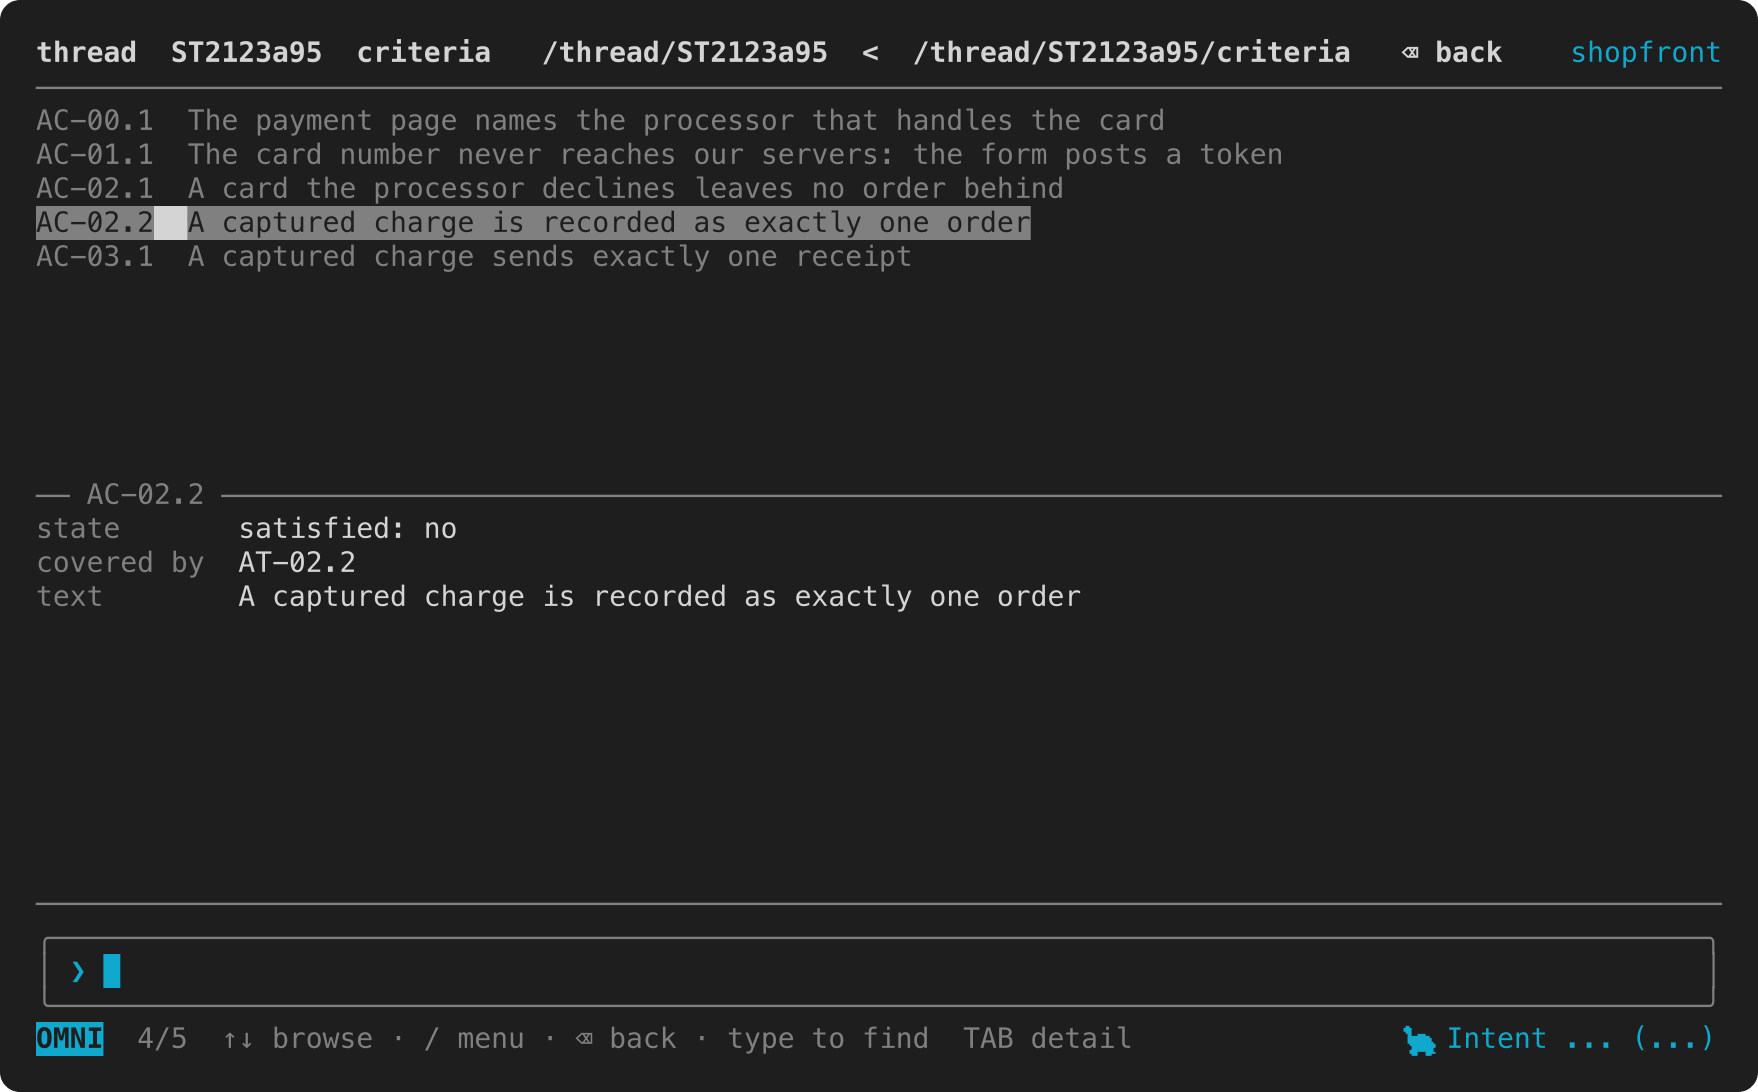 thread  ST2123a95  criteria   /thread/ST2123a95  <  /thread/ST2123a95/criteria   ⌫ back    shopfront
AC-00.1  The payment page names the processor that handles the card
AC-01.1  The card number never reaches our servers: the form posts a token
AC-02.1  A card the processor declines leaves no order behind
AC-02.2  A captured charge is recorded as exactly one order
AC-03.1  A captured charge sends exactly one receipt
AC-02.2
state       satisfied: no
covered by  AT-02.2
text        A captured charge is recorded as exactly one order
❯
OMNI  4/5  ↑↓ browse · / menu · ⌫ back · type to find  TAB detail    Intent ... (...)